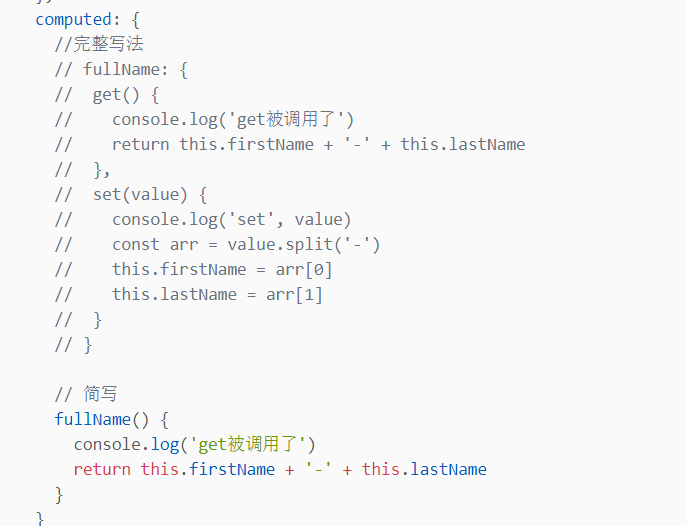 computed: {
//完整写法
// fullName: {
//  get() {
//    console.log('get被调用了')
//    return this.firstName + '-' + this.lastName
//  },
//  set(value) {
//    console.log('set', value)
//    const arr = value.split('-')
//    this.firstName = arr[0]
//    this.lastName = arr[1]
//  }
// }
// 简写
fullName() {
console.log('get被调用了')
return this.firstName + '-' + this.lastName
}
}